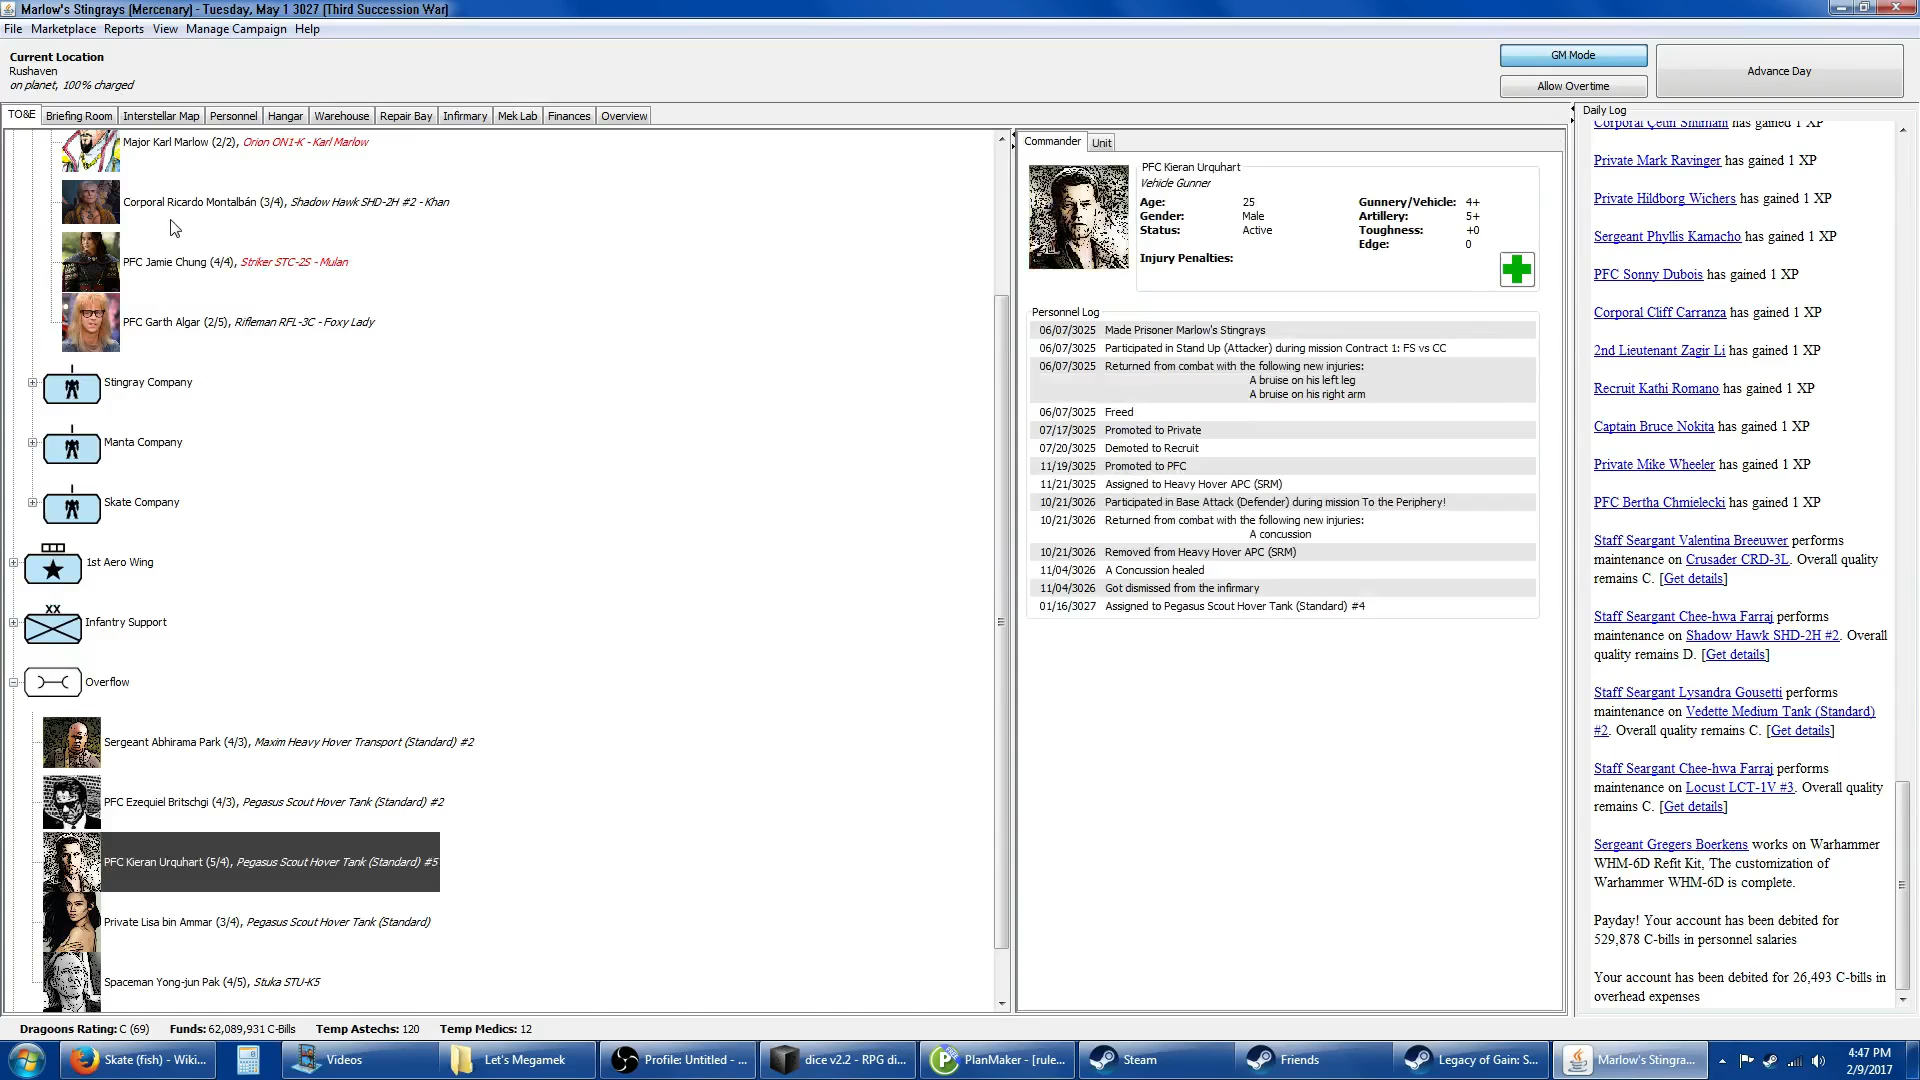 Marlow's Stingrays (Mercenary) - Tuesday, May 1 3027 (Third Succession War)
File Marketplace Reports View Manage Campaign Help
Current Location
Rushaven
on planet, 100% charged
GM Mode
Allow Overtime
Advance Day
TO&E Briefing Room Interstellar Map Personnel Hangar Warehouse Repair Bay Infirmary Mek Lab Finances Overview
Major Karl Marlow (2/2), Orion ON1-K - Karl Marlow
Corporal Ricardo Montalbán (3/4), Shadow Hawk SHD-2H #2 - Khan
PFC Jamie Chung (4/4), Striker STC-2S - Mulan
PFC Garth Algar (2/5), Rifleman RFL-3C - Foxy Lady
Stingray Company
Manta Company
Skate Company
1st Aero Wing
XX
Infantry Support
Overflow
Sergeant Abhirama Park (4/3), Maxim Heavy Hover Transport (Standard) #2
PFC Ezequiel Britschgi (4/3), Pegasus Scout Hover Tank (Standard) #2
PFC Kieran Urquhart (5/4), Pegasus Scout Hover Tank (Standard) #5
Private Lisa bin Ammar (3/4), Pegasus Scout Hover Tank (Standard)
Spaceman Yong-jun Pak (4/5), Stuka STU-K5
Commander Unit
PFC Kieran Urquhart
Vehicle Gunner
Age: 25 Gunnery/Vehicle: 4+
Gender: Male Artillery: 5+
Status: Active Toughness: +0
Edge: 0
Injury Penalties:
Personnel Log
06/07/3025 Made Prisoner Marlow's Stingrays
06/07/3025 Participated in Stand Up (Attacker) during mission Contract 1: FS vs CC
06/07/3025 Returned from combat with the following new injuries:
A bruise on his left leg
A bruise on his right arm
06/07/3025 Freed
07/17/3025 Promoted to Private
07/20/3025 Demoted to Recruit
11/19/3025 Promoted to PFC
11/21/3025 Assigned to Heavy Hover APC (SRM)
10/21/3026 Participated in Base Attack (Defender) during mission To the Periphery!
10/21/3026 Returned from combat with the following new injuries:
A concussion
10/21/3026 Removed from Heavy Hover APC (SRM)
11/04/3026 A Concussion healed
11/04/3026 Got dismissed from the infirmary
01/16/3027 Assigned to Pegasus Scout Hover Tank (Standard) #4
Daily Log
has gained 1 XP
Private Mark Ravinger has gained 1 XP
Private Hildborg Wichers has gained 1 XP
Sergeant Phyllis Kamacho has gained 1 XP
PFC Sonny Dubois has gained 1 XP
Corporal Cliff Carranza has gained 1 XP
2nd Lieutenant Zagir Li has gained 1 XP
Recruit Kathi Romano has gained 1 XP
Captain Bruce Nokita has gained 1 XP
Private Mike Wheeler has gained 1 XP
PFC Bertha Chmielecki has gained 1 XP
Staff Seargant Valentina Breeuwer performs
maintenance on Crusader CRD-3L. Overall quality
remains C. [Get details]
Staff Seargant Chee-hwa Farraj performs
maintenance on Shadow Hawk SHD-2H #2. Overall
quality remains D. [Get details]
Staff Seargant Lysandra Gousetti performs
maintenance on Vedette Medium Tank (Standard)
#2. Overall quality remains C. [Get details]
Staff Seargant Chee-hwa Farraj performs
maintenance on Locust LCT-1V #3. Overall quality
remains C. [Get details]
Sergeant Gregers Boerkens works on Warhammer
WHM-6D Refit Kit, The customization of
Warhammer WHM-6D is complete.
Payday! Your account has been debited for
529,878 C-bills in personnel salaries
Your account has been debited for 26,493 C-bills in
overhead expenses
Dragoons Rating: C (69) Funds: 62,089,931 C-Bills Temp Astechs: 120 Temp Medics: 12
Skate (fish) - Wiki... Videos Let's Megamek Profile: Untitled - ... dice v2.2 - RPG di... PlanMaker - [rule... Steam Friends Legacy of Gain: S... Marlow's Stingra...
4:47 PM
2/9/2017